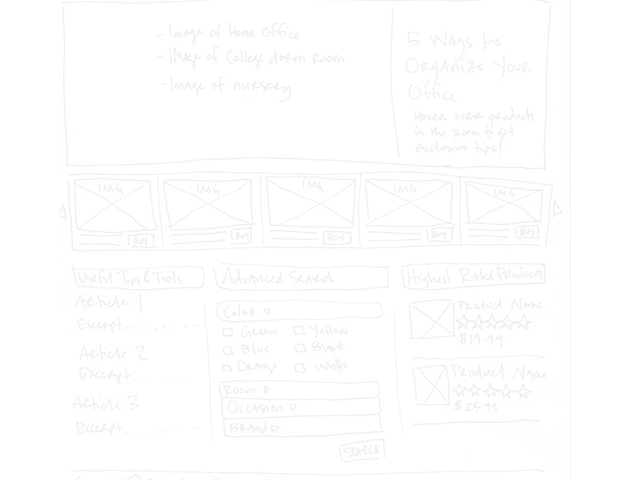 - Image of Home Office
- Image of College dorm room
- Image of nursery
5 Ways to
Organize Your
Office
Hover over products
in the room to get
exclusive tips!
IMG IMG IMG IMG IMG
BUY BUY BUY BUY BUY
Useful Tips & Tools
Article 1
Excerpt.......
Article 2
Excerpt.......
Article 3
Excerpt.......
Advanced Search
Color
Green Yellow
Blue Black
Orange White
Room
Occasion
Brand
SEARCH
Highest Rated Products
Product Name
$19.99
Product Name
$25.99